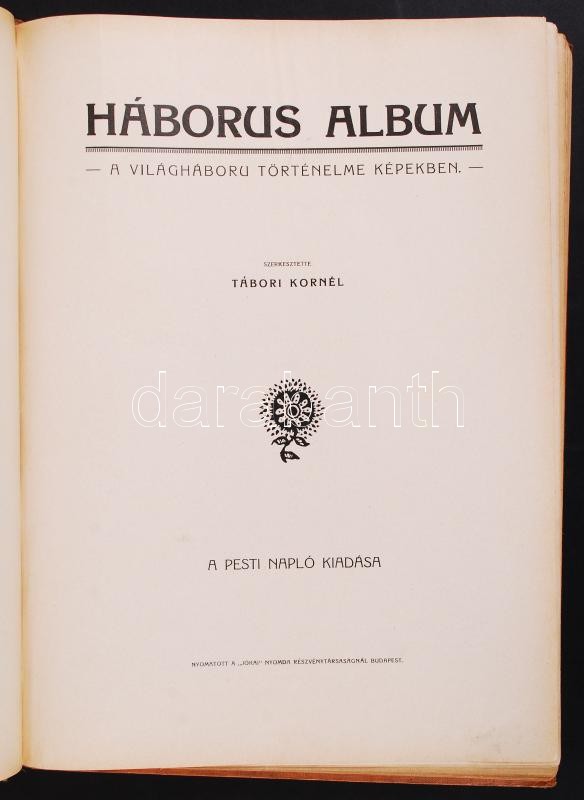 HÁBORUS ALBUM
— A VILÁGHÁBORU TÖRTÉNELME KÉPEKBEN. —
SZERKESZTETTE
TÁBORI KORNÉL
darabanth
A PESTI NAPLÓ KIADÁSA
NYOMATOTT A „JÓKAI" NYOMDA RÉSZVÉNYTÁRSASÁGNÁL BUDAPEST.